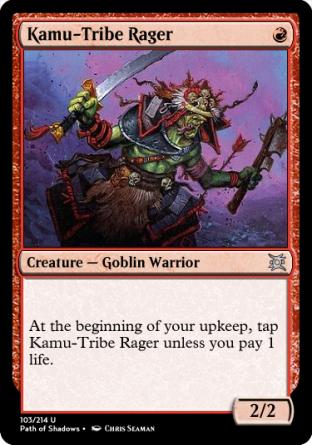 Kamu-Tribe Rager
Creature — Goblin Warrior
At the beginning of your upkeep, tap
Kamu-Tribe Rager unless you pay 1
life.
2/2
103/214 U
Path of Shadows • Chris Seaman